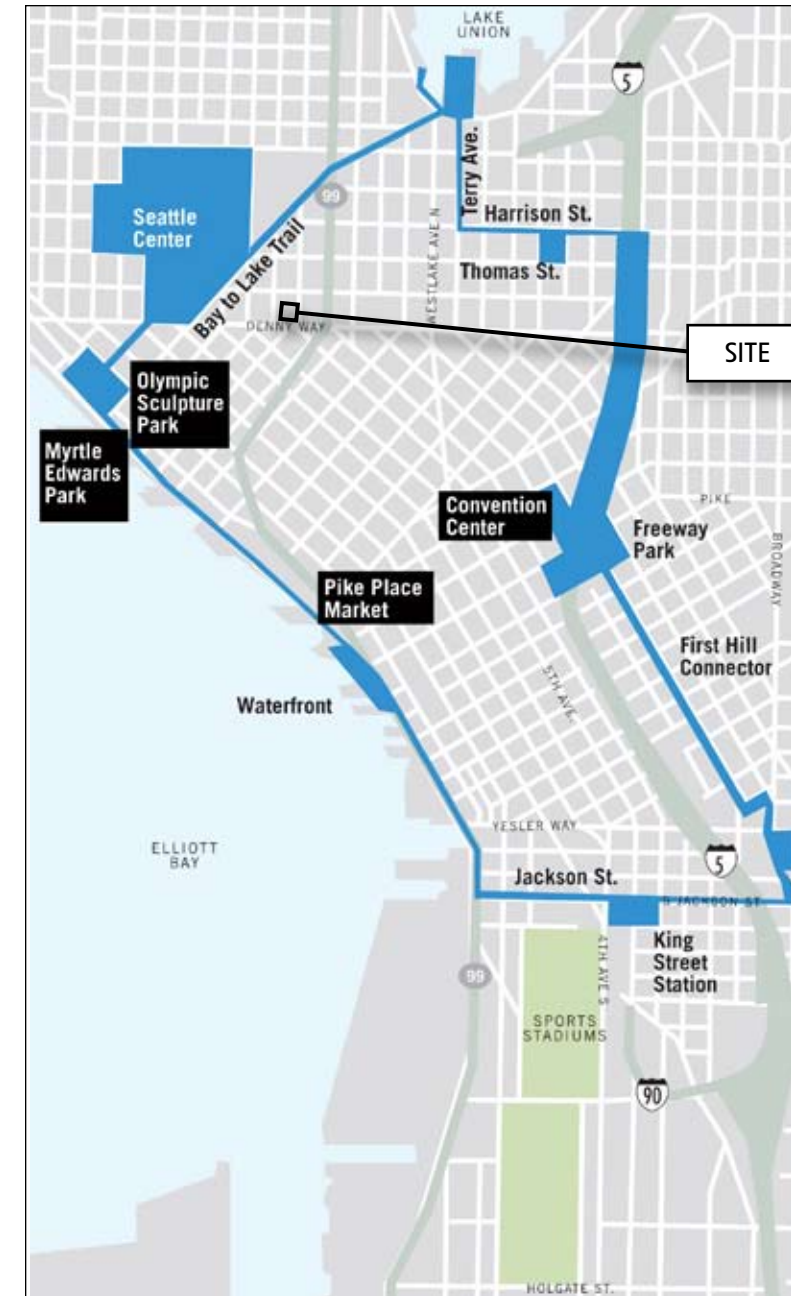 LAKE
UNION
5
Terry Ave.
99
Harrison St.
Seattle
Center
WESTLAKE AVE N
Thomas St.
Bay to Lake Trail
DENNY WAY
SITE
Olympic
Sculpture
Park
Myrtle
Edwards
Park
Convention
Center
PIKE
Freeway
Park
BROADWAY
Pike Place
Market
First Hill
Connector
5TH AVE.
Waterfront
YESLER WAY
ELLIOTT
BAY
5
Jackson St.
S JACKSON ST.
King
Street
Station
4TH AVE S
99
SPORTS
STADIUMS
90
HOLGATE ST.